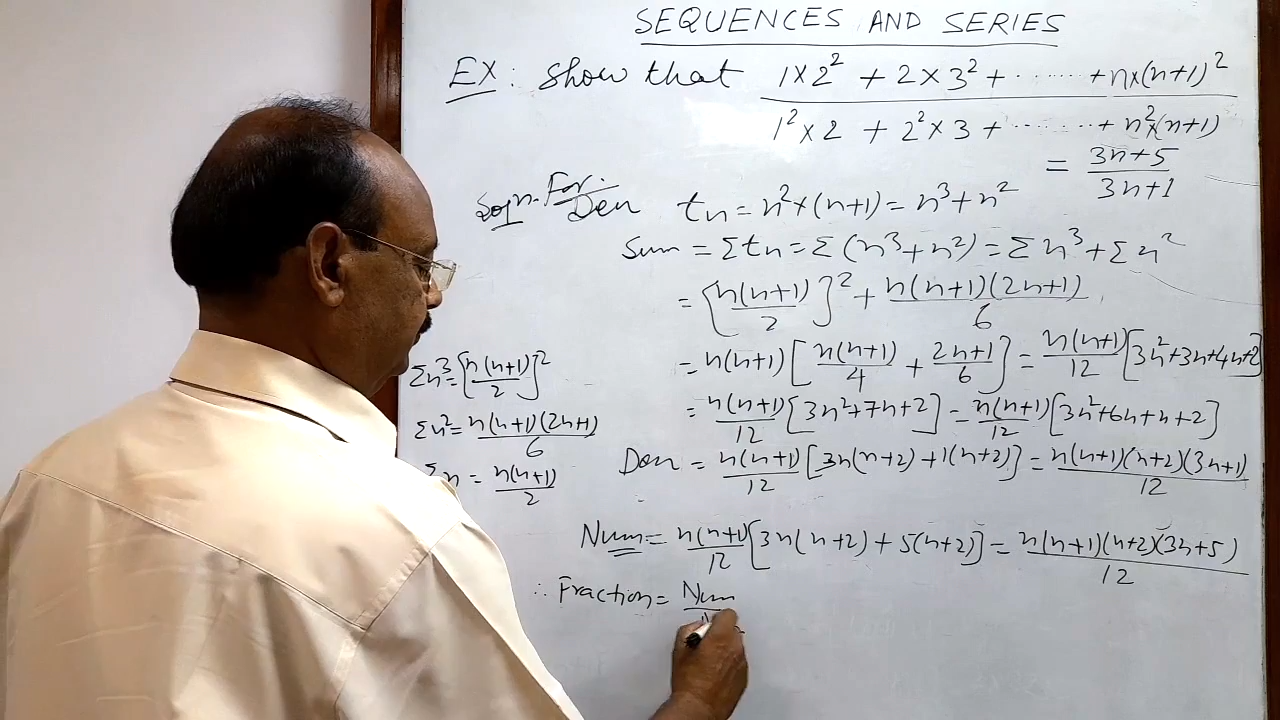 SEQUENCES AND SERIES
EX: Show that (1×2² + 2×3² + ...... + n×(n+1)²) / (1²×2 + 2²×3 + ........ + n²×(n+1))
= (3n+5)/(3n+1)
Sol^n. For Den tn = n²×(n+1) = n³+n²
Sum = Σtn = Σ(n³+n²) = Σn³ + Σn²
= {n(n+1)/2}² + n(n+1)(2n+1)/6
= n(n+1)[n(n+1)/4 + (2n+1)/6] = n(n+1)/12 [3n²+3n+4n+2]
= n(n+1)/12 [3n²+7n+2] = n(n+1)/12 [3n²+6n+n+2]
Den = n(n+1)/12 [3n(n+2)+1(n+2)] = n(n+1)(n+2)(3n+1)/12
Σn³ = {n(n+1)/2}²
Σn² = n(n+1)(2n+1)/6
Σn = n(n+1)/2
Num = n(n+1)/12 [3n(n+2)+5(n+2)] = n(n+1)(n+2)(3n+5)/12
∴ Fraction = Num